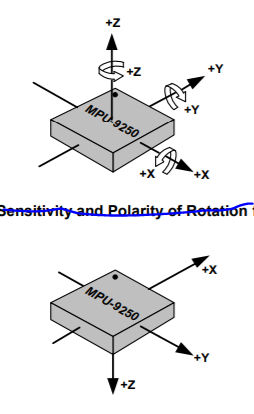 +Z
+Z
+Y
+Y
MPU-9250
+X
+X
Sensitivity and Polarity of Rotation
+X
MPU-9250
+Y
+Z